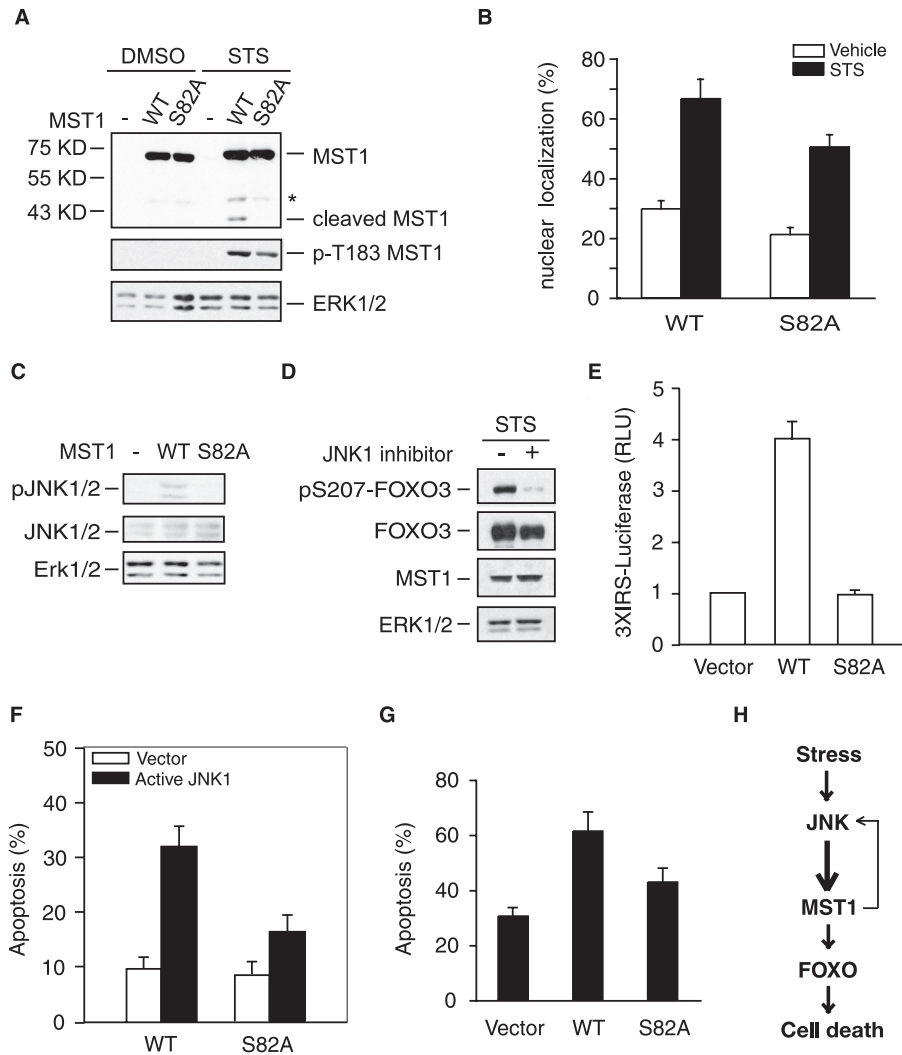 A
DMSO STS
MST1 - WT S82A - WT S82A
75 KD
55 KD
43 KD
MST1
*
cleaved MST1
p-T183 MST1
ERK1/2
B
Vehicle
STS
nuclear localization (%)
80
60
40
20
0
WT S82A
C
MST1 - WT S82A
pJNK1/2
JNK1/2
Erk1/2
D
STS
JNK1 inhibitor - +
pS207-FOXO3
FOXO3
MST1
ERK1/2
E
3XIRS-Luciferase (RLU)
5
4
3
2
1
0
Vector WT S82A
F
Vector
Active JNK1
Apoptosis (%)
50
40
30
20
10
0
WT S82A
G
Apoptosis (%)
80
60
40
20
0
Vector WT S82A
H
Stress
JNK
MST1
FOXO
Cell death